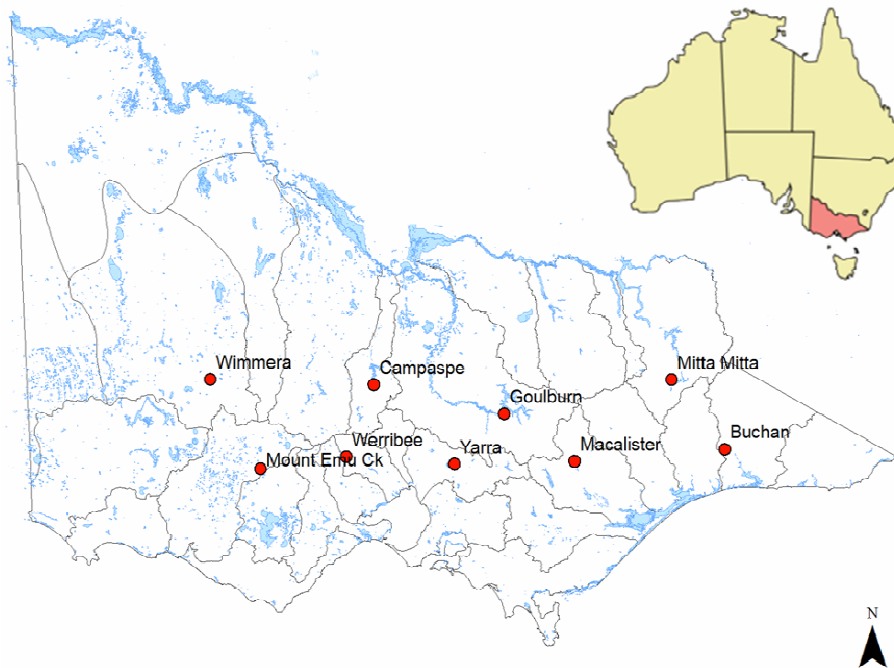 Wimmera
Campaspe
Mitta Mitta
Goulburn
Werribee
Yarra
Macalister
Buchan
Mount Emu Ck
N